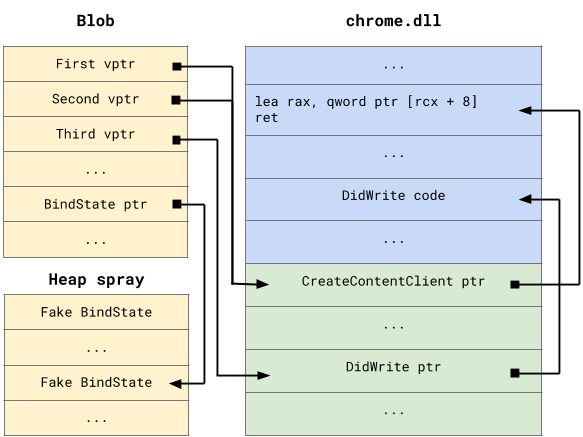 Blob
First vptr
Second vptr
Third vptr
...
BindState ptr
...
Heap spray
Fake BindState
...
Fake BindState
...
chrome.dll
...
lea rax, qword ptr [rcx + 8]
ret
...
DidWrite code
...
CreateContentClient ptr
...
DidWrite ptr
...